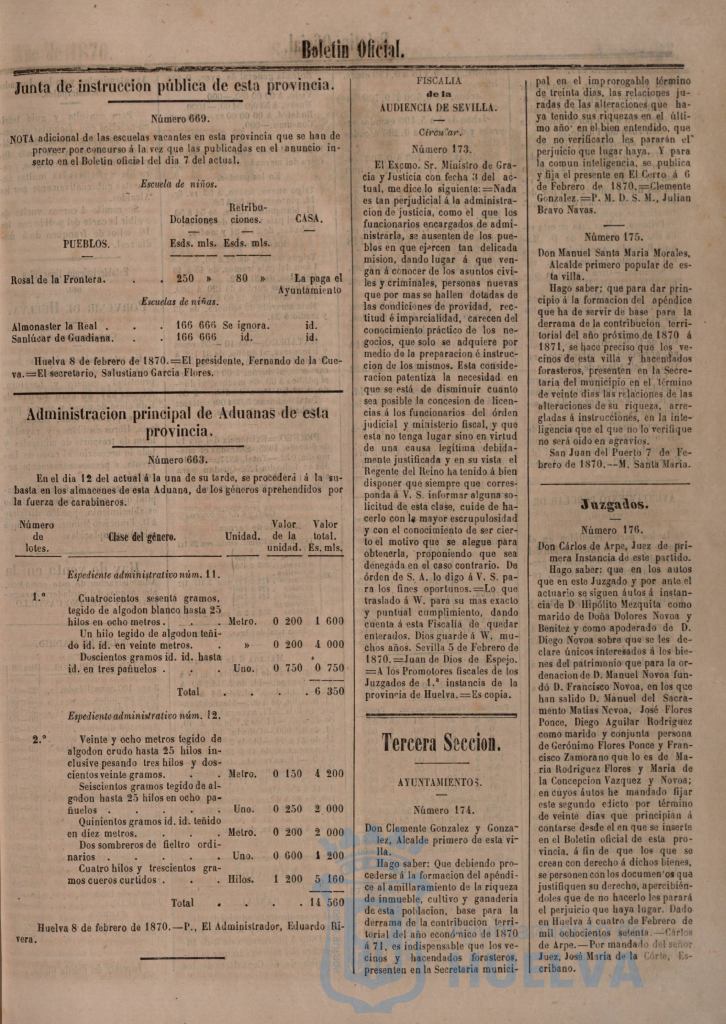 Boletin Oficial.
Junta de instruccion pública de esta provincia.
Número 669.
NOTA adicional de las escuelas vacantes en esta provincia que se han de
proveer por concurso á la vez que las publicadas en el anuncio in-
serto en el Boletin oficial del dia 7 del actual.
Escuela de niños.
Retribu-
Dotaciones ciones. CASA.
PUEBLOS. Esds. mls. Esds. mls.
Rosal de la Frontera. . . 250 » 80 » La paga el
Ayuntamiento
Escuelas de niñas.
Almonaster la Real . . . 166 666 Se ignora. id.
Sanlúcar de Guadiana. . . 166 666 id. id.
Huelva 8 de febrero de 1870.=El presidente, Fernando de la Cue-
va.=El secretario, Salustiano Garcia Flores.
Administracion principal de Aduanas de esta
provincia.
Número 663.
En el dia 12 del actual á la una de su tarde, se procederá á la su-
basta en los almacenes de esta Aduana, de los géneros aprehendidos por
la fuerza de carabineros.
Número Valor Valor
de Clase del género. Unidad. de la total.
lotes. unidad. Es. mls.
Espediente administrativo núm. 11.
1.º Cuatrocientos sesenta gramos,
tegido de algodon blanco hasta 25
hilos en ocho metros. . . Metro. 0 200 1 600
Un hilo tegido de algodon teñi-
do id. id. en veinte metros. . » 0 200 4 000
Doscientos gramos id. id. hasta
id. en tres pañuelos . . Uno. 0 750 0 750
Total . . . . 6 350
Espediente administrativo núm. 12.
2.º Veinte y ocho metros tegido de
algodon crudo hasta 25 hilos in-
clusive pesando tres hilos y dos-
cientos veinte gramos. . . Metro. 0 150 4 200
Seiscientos gramos tegido de al-
godon hasta 25 hilos en ocho pa-
ñuelos . . . . . Uno. 0 250 2 000
Quinientos gramos id. id. teñido
en diez metros. . . . Metro. 0 200 2 000
Dos sombreros de fieltro ordi-
narios . . . . . Uno. 0 600 1 200
Cuatro hilos y trescientos gra-
mos cueros curtidos . . . Hilos. 1 200 5 160
Total . . . . 14 560
Huelva 8 de febrero de 1870.—P., El Administrador, Eduardo Ri-
vera.
FISCALIA
de la
AUDIENCIA DE SEVILLA.
Circular.
Número 173.
El Excmo. Sr. Ministro de Gra-
cia y Justicia con fecha 3 del ac-
tual, me dice lo siguiente:=Nada
es tan perjudicial á la administra-
cion de justicia, como el que los
funcionarios encargados de admi-
nistrarla, se ausenten de los pue-
blos en que ejercen tan delicada
mision, dando lugar á que ven-
gan á conocer de los asuntos civi-
les y criminales, personas nuevas
que por mas se hallen dotadas de
las condiciones de providad, rec-
titud é imparcialidad, carecen del
conocimiento práctico de los ne-
gocios, que solo se adquiere por
medio de la preparacion é instruc-
cion de los mismos. Esta conside-
racion patentiza la necesidad en
que se está de disminuir cuanto
sea posible la concesion de licen-
cias á los funcionarios del órden
judicial y ministerio fiscal, y que
esta no tenga lugar sino en virtud
de una causa legítima debida-
mente justificada y en su vista el
Regente del Reino ha tenido á bien
disponer que siempre que corres-
ponda á V. S. informar alguna so-
licitud de esta clase, cuide de ha-
cerlo con la mayor escrupulosidad
y con el conocimiento de ser cier-
to el motivo que se alegue para
obtenerla, proponiendo que sea
denegada en el caso contrario. De
órden de S. A. lo digo á V. S. pa-
ra los fines oportunos.=Lo que
traslado á W. para su mas exacto
y puntual cumplimiento, dando
cuenta á esta Fiscalía de quedar
enterados. Dios guarde á W. mu-
chos años. Sevilla 5 de febrero de
1870.=Juan de Dios de Espejo.
=A los Promotores fiscales de los
Juzgados de 1.ª instancia de la
provincia de Huelva.=Es copia.
Tercera Seccion.
AYUNTAMIENTOS.
Número 174.
Don Clemente Gonzalez y Gonza-
lez, Alcalde primero de esta vi-
lla.
Hago saber: Que debiendo pro-
cederse á la formacion del apéndi-
ce al amillaramiento de la riqueza
de inmueble, cultivo y ganaderia
de esta poblacion, base para la
derrama de la contribucion terri-
torial del año económico de 1870
á 71, es indispensable que los ve-
cinos y hacendados forasteros,
presenten en la Secretaria munici-
pal en el improrogable término
de treinta dias, las relaciones ju-
radas de las alteraciones que ha-
ya tenido sus riquezas en el últi-
mo año en el bien entendido, que
de no verificarlo les pararán el
perjuicio que lugar haya. Y para
la comun inteligencia, se publica
y fija el presente en El Cerro á 6
de Febrero de 1870.=Clemente
Gonzalez.=P. M. D. S. M., Julian
Bravo Navas.
Número 175.
Don Manuel Santa Maria Morales,
Alcalde primero popular de es-
ta villa.
Hago saber: que para dar prin-
cipio á la formacion del apéndice
que ha de servir de base para la
derrama de la contribucion terri-
torial del año próximo de 1870 á
1871, se hace preciso que los ve-
cinos de esta villa y hacendados
forasteros, presenten en la Secre-
taria del municipio en el término
de veinte dias las relaciones de las
alteraciones de su riqueza, arre-
gladas á instrucciones, en la inte-
ligencia que el que no lo verifique
no será oido en agravios.
San Juan del Puerto 7 de Fe-
brero de 1870.—M. Santa Maria.
Juzgados.
Número 176.
Don Cárlos de Arpe, Juez de pri-
mera Instancia de este partido.
Hago saber: que en los autos
que en este Juzgado y por ante el
actuario se siguen áutos á instan-
cia de D Hipólito Mezquita como
marido de Doña Dolores Novoa y
Benitez y como apoderado de D.
Diego Novoa sobre que se les de-
clare únicos interesados á los bie-
nes del patrimonio que para la or-
denacion de D. Manuel Novoa fun-
dó D. Francisco Novoa, en los que
han salido D. Manuel del Sacra-
mento Matias Nevoa, José Flores
Ponce, Diego Aguilar Rodriguez
como marido y conjunta persona
de Gerónimo Flores Ponce y Fran-
cisco Zamorano que lo es de Ma-
ria Rodriguez Flores y Maria de
la Concepcion Vazquez y Novoa;
en cuyos áutos he mandado fijar
este segundo edicto por término
de veinte dias que principian á
contarse desde el en que se inserte
en el Boletin oficial de esta pro-
vincia, á fin de que los que se
crean con derecho á dichos bienes,
se personen con los documentos que
justifiquen su derecho, apercibién-
doles que de no hacerlo les parará
el perjuicio que haya lugar. Dado
en Huelva á cuatro de Febrero de
mil ochocientos setenta.—Cárlos
de Arpe.—Por mandado del señor
Juez, José Maria de la Córte, Es-
cribano.
HUELVA